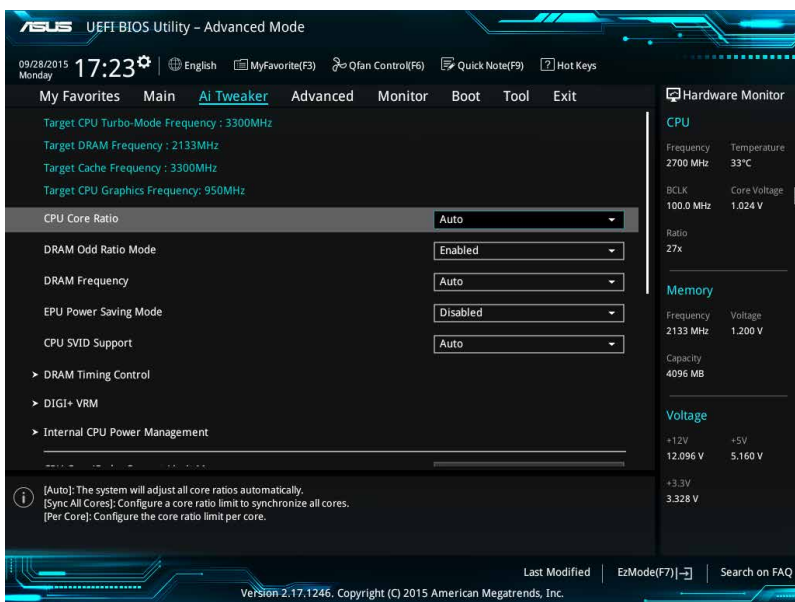 ASUS UEFI BIOS Utility – Advanced Mode
09/28/2015 Monday 17:23 English MyFavorite(F3) Qfan Control(F6) Quick Note(F9) ? Hot Keys
My Favorites Main Ai Tweaker Advanced Monitor Boot Tool Exit
Target CPU Turbo-Mode Frequency : 3300MHz
Target DRAM Frequency : 2133MHz
Target Cache Frequency : 3300MHz
Target CPU Graphics Frequency: 950MHz
CPU Core Ratio Auto
DRAM Odd Ratio Mode Enabled
DRAM Frequency Auto
EPU Power Saving Mode Disabled
CPU SVID Support Auto
> DRAM Timing Control
> DIGI+ VRM
> Internal CPU Power Management
[Auto]: The system will adjust all core ratios automatically.
[Sync All Cores]: Configure a core ratio limit to synchronize all cores.
[Per Core]: Configure the core ratio limit per core.
Hardware Monitor
CPU
Frequency Temperature
2700 MHz 33°C
BCLK Core Voltage
100.0 MHz 1.024 V
Ratio
27x
Memory
Frequency Voltage
2133 MHz 1.200 V
Capacity
4096 MB
Voltage
+12V +5V
12.096 V 5.160 V
+3.3V
3.328 V
Last Modified EzMode(F7) Search on FAQ
Version 2.17.1246. Copyright (C) 2015 American Megatrends, Inc.